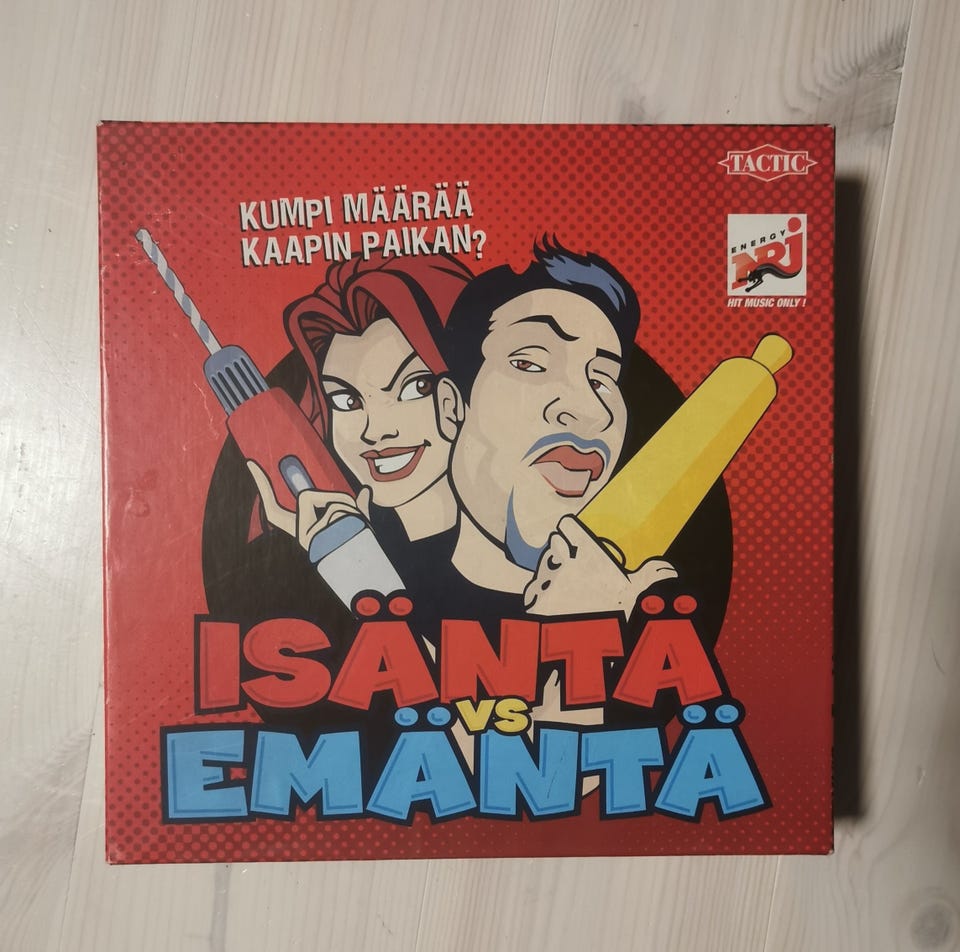 TACTIC
KUMPI MÄÄRÄÄ
KAAPIN PAIKAN?
ENERGY
NRJ
HIT MUSIC ONLY!
ISÄNTÄ
VS
EMÄNTÄ